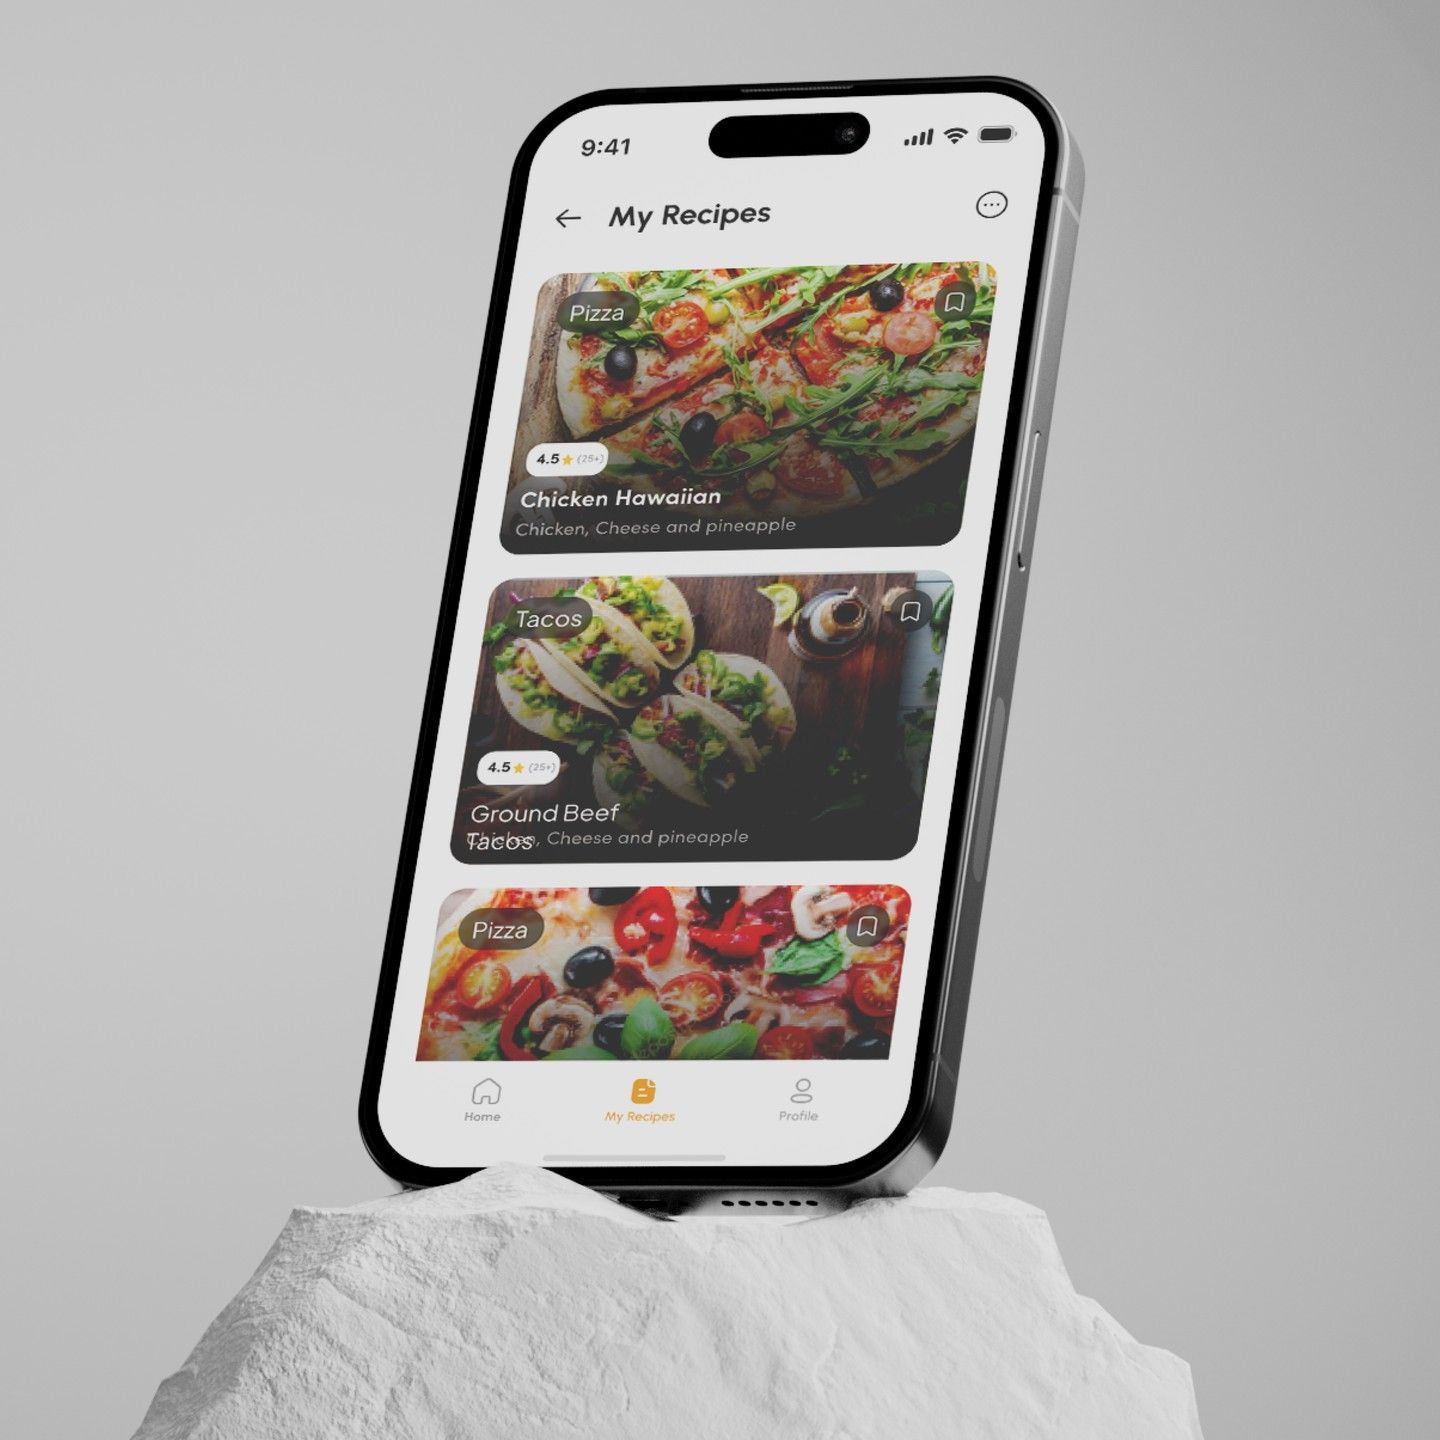 9:41
My Recipes
Pizza
4.5 (25+)
Chicken Hawaiian
Chicken, Cheese and pineapple
Tacos
4.5 (25+)
Ground Beef
Tacos
Chicken, Cheese and pineapple
Pizza
Home
My Recipes
Profile